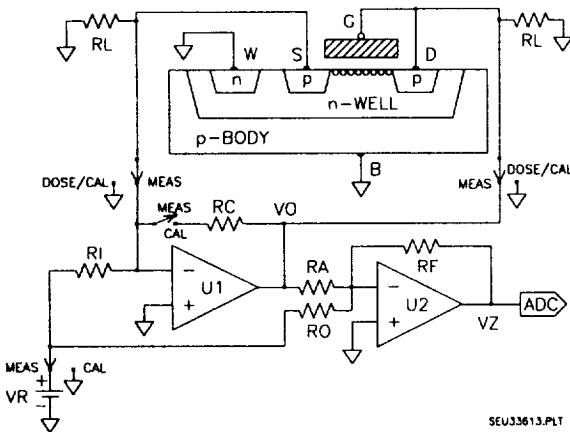 G
RL
W
S
D
RL
n
p
p
n-WELL
p-BODY
B
DOSE/CAL
MEAS
MEAS
DOSE/CAL
MEAS
CAL
RC
VO
RI
−
U1
+
RA
RO
RF
−
U2
+
VZ
ADC
MEAS
CAL
+
VR
−
SEU33613.PLT